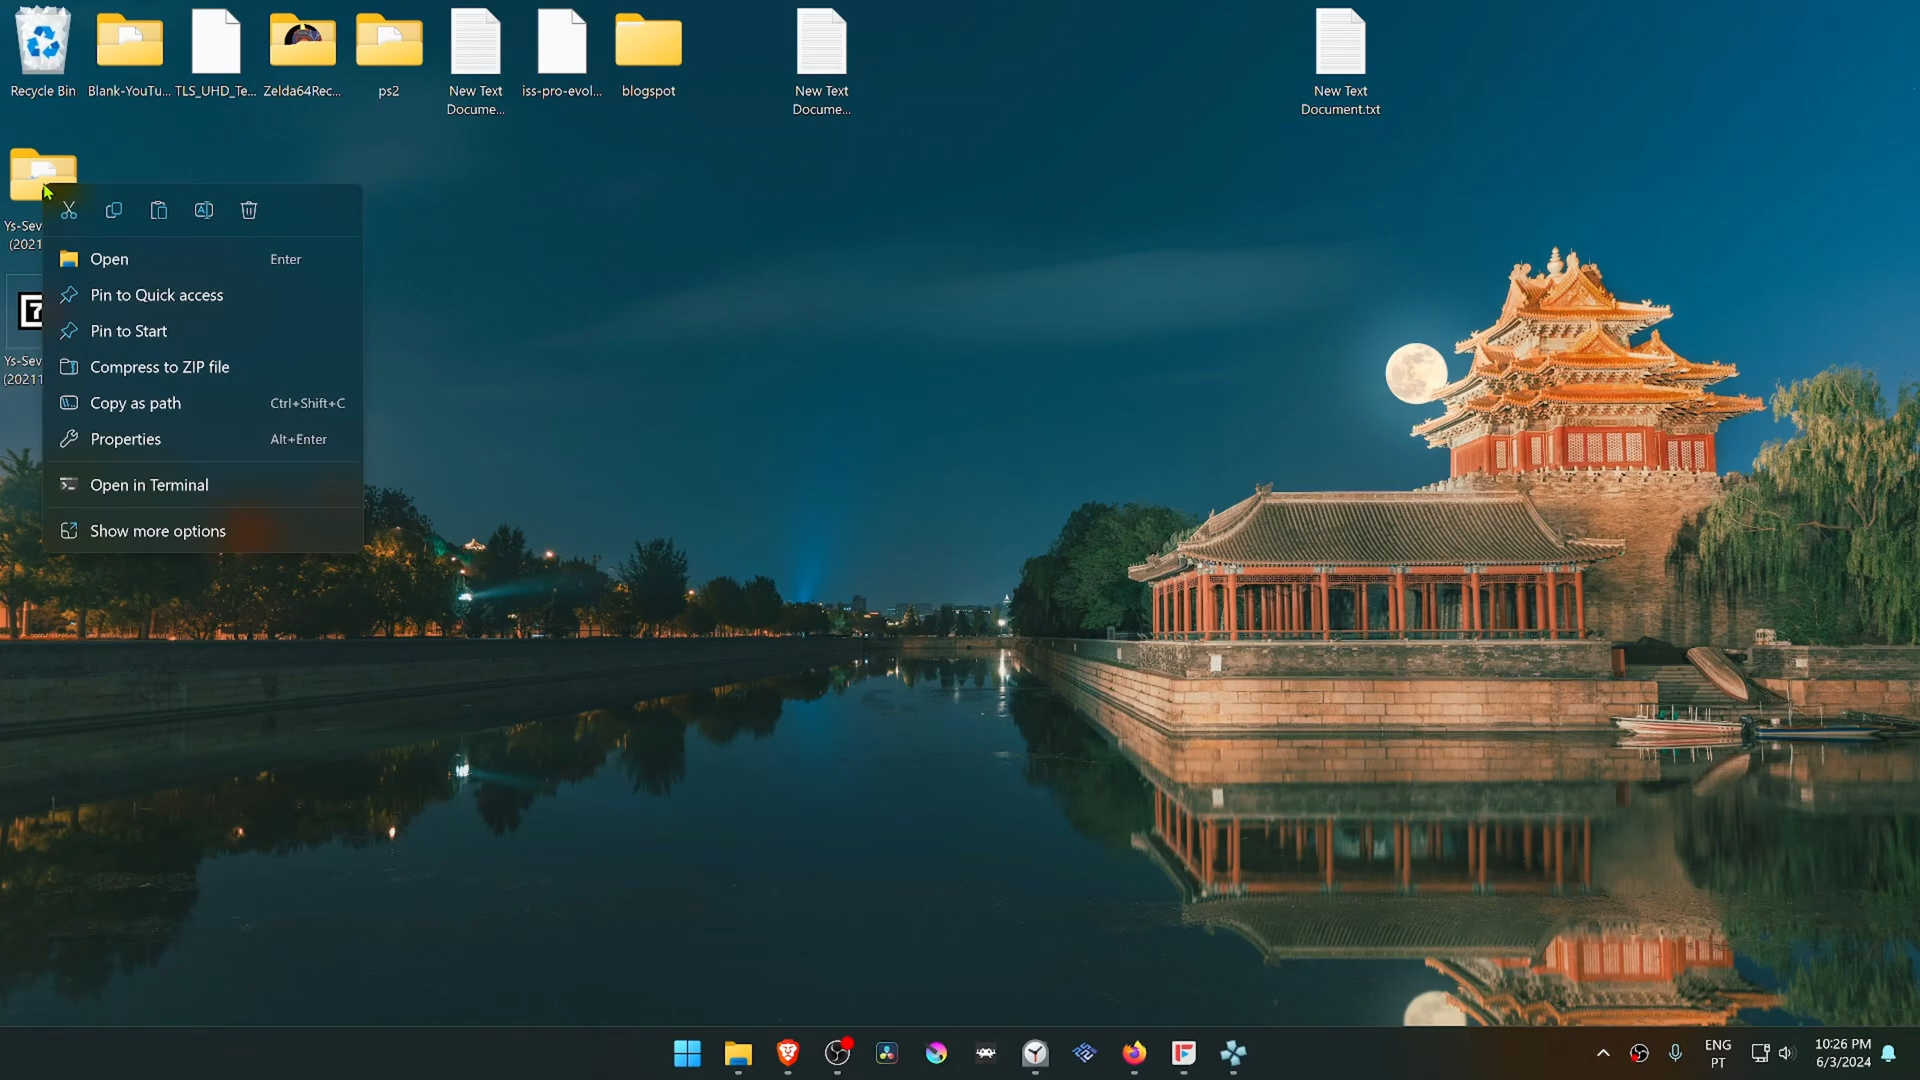 Recycle Bin
Blank-YouTu...
TLS_UHD_Te...
Zelda64Rec...
ps2
New Text
Docume...
iss-pro-evol...
blogspot
New Text
Docume...
New Text
Document.txt
Ys-Sev
(2021
7
Ys-Sev
(20211
Open Enter
Pin to Quick access
Pin to Start
Compress to ZIP file
Copy as path Ctrl+Shift+C
Properties Alt+Enter
Open in Terminal
Show more options
ENG
PT
10:26 PM
6/3/2024